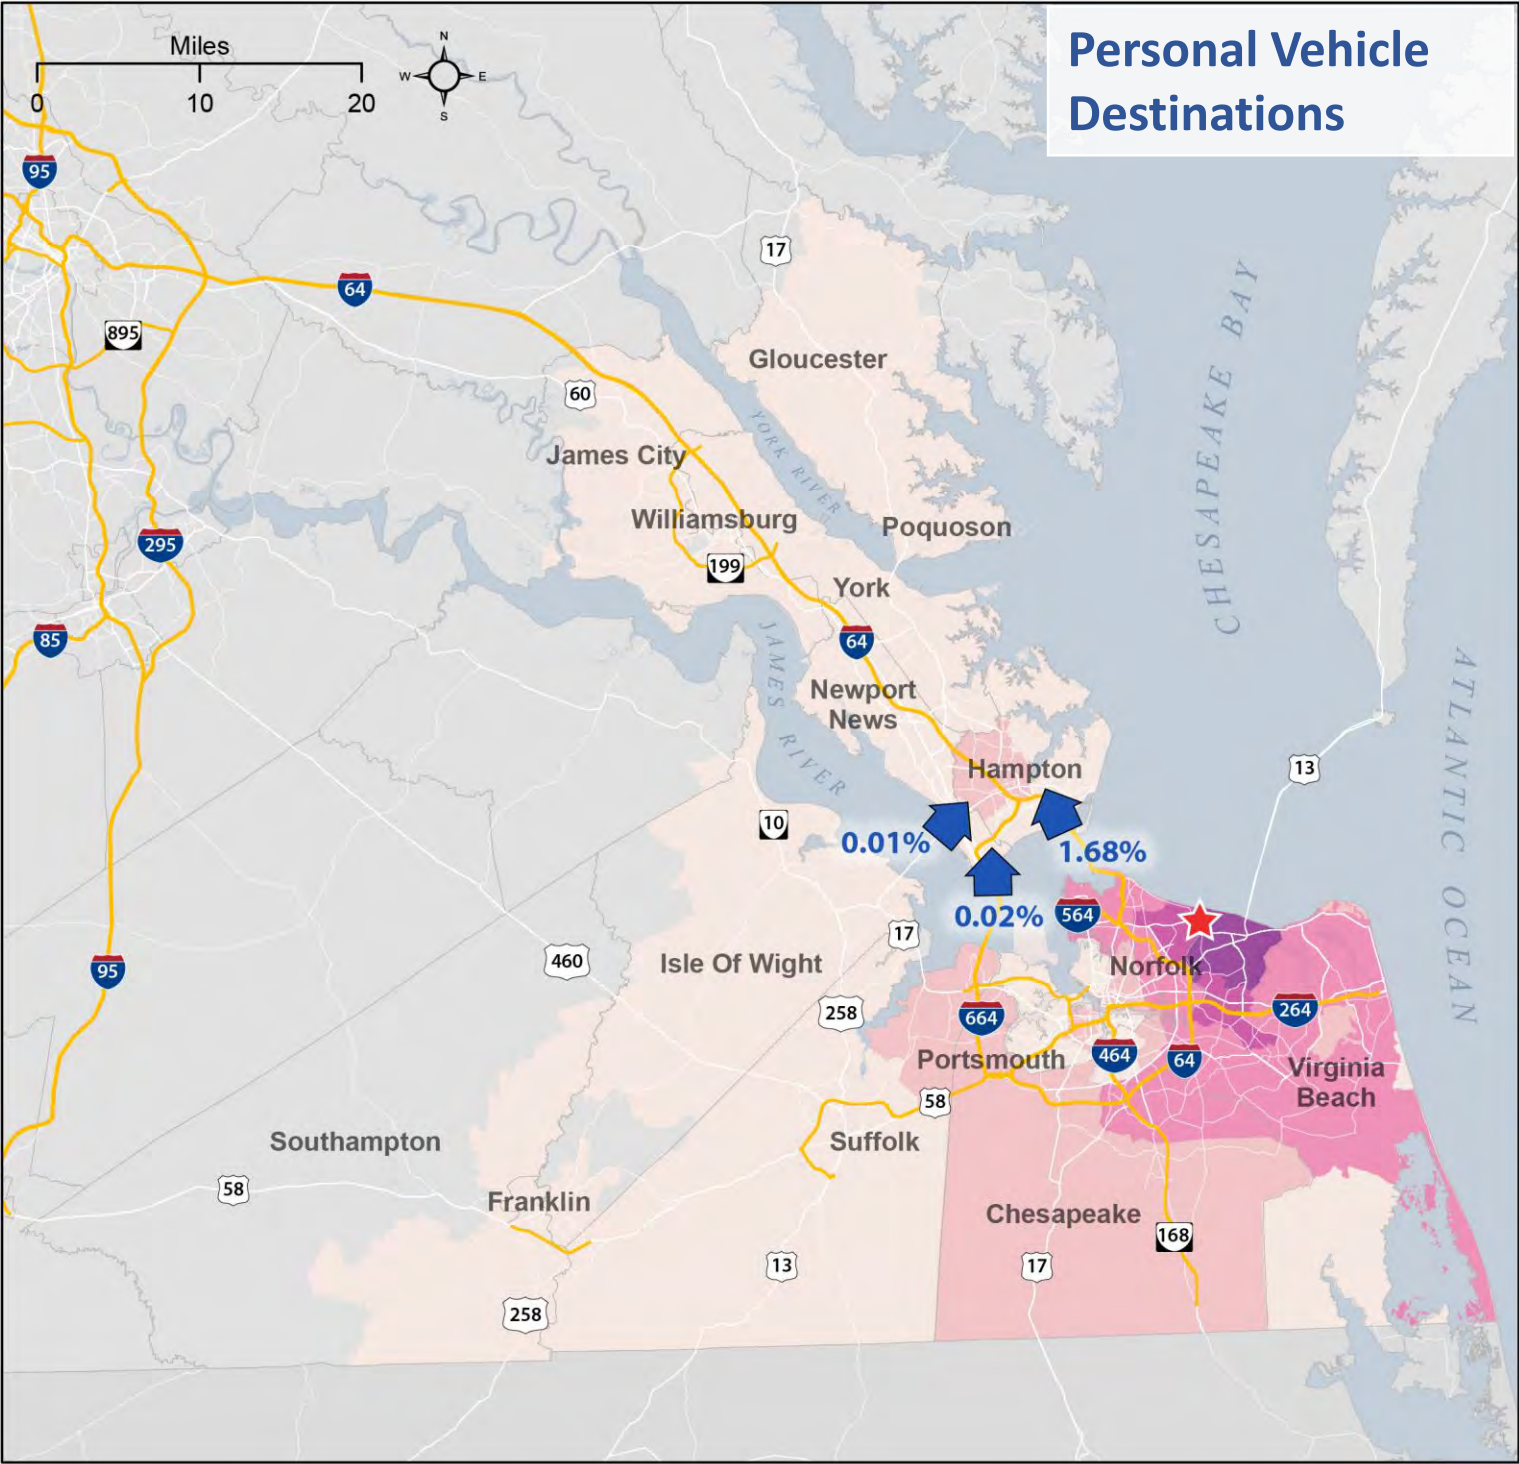 Personal Vehicle
Destinations
Miles
0
10
20
N
W
E
S
95
17
64
895
Gloucester
60
YORK RIVER
CHESAPEAKE BAY
James City
Williamsburg
Poquoson
295
199
York
85
64
JAMES RIVER
ATLANTIC OCEAN
Newport
News
Hampton
13
10
0.01%
1.68%
0.02%
564
17
460
Isle Of Wight
Norfolk
95
258
664
264
Portsmouth
464
64
Virginia
Beach
58
Southampton
Suffolk
58
Franklin
Chesapeake
168
13
17
258